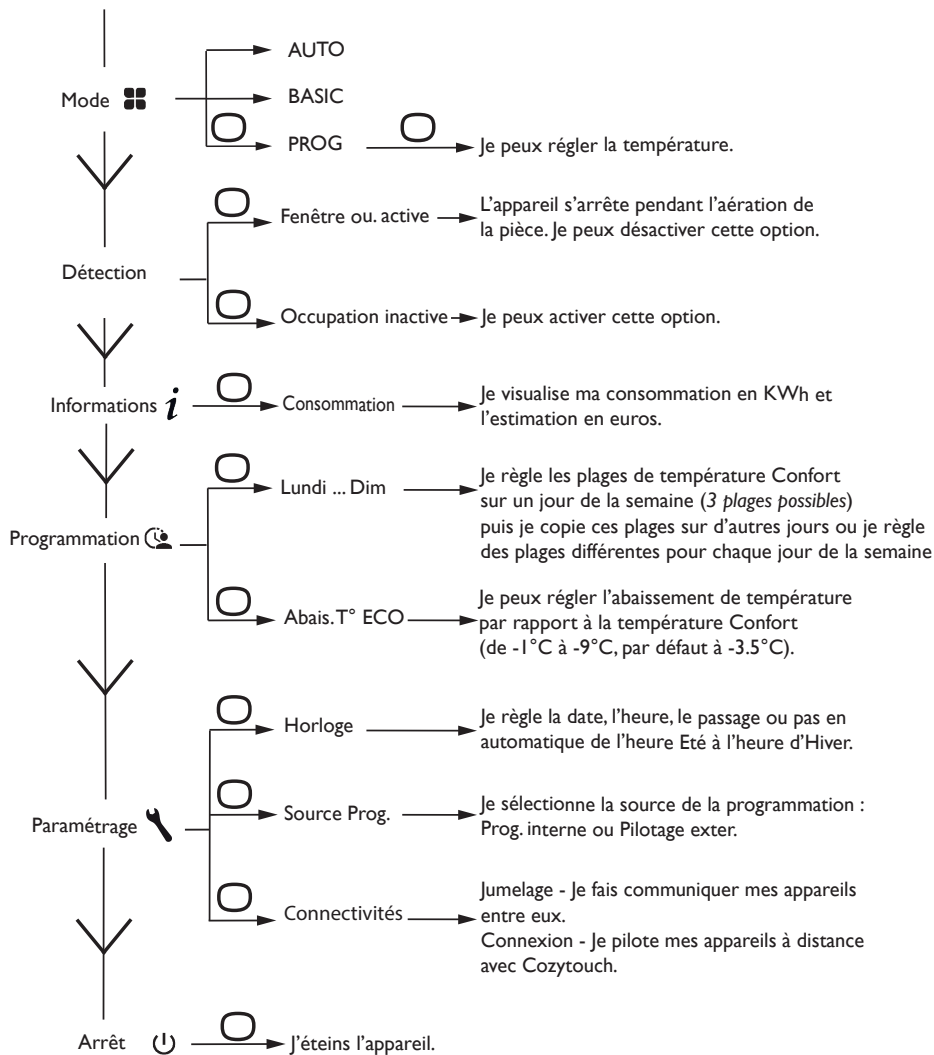 AUTO
Mode
BASIC
PROG
Je peux régler la température.
Fenêtre ou. active
L'appareil s'arrête pendant l'aération de
la pièce. Je peux désactiver cette option.
Détection
Occupation inactive
Je peux activer cette option.
Informations i
Consommation
Je visualise ma consommation en KWh et
l'estimation en euros.
Lundi ... Dim
Je règle les plages de température Confort
sur un jour de la semaine (3 plages possibles)
puis je copie ces plages sur d'autres jours ou je règle
des plages différentes pour chaque jour de la semaine
Programmation
Abais. T° ECO
Je peux régler l'abaissement de température
par rapport à la température Confort
(de -1°C à -9°C, par défaut à -3.5°C).
Horloge
Je règle la date, l'heure, le passage ou pas en
automatique de l'heure Eté à l'heure d'Hiver.
Paramétrage
Source Prog.
Je sélectionne la source de la programmation :
Prog. interne ou Pilotage exter.
Connectivités
Jumelage - Je fais communiquer mes appareils
entre eux.
Connexion - Je pilote mes appareils à distance
avec Cozytouch.
Arrêt
J'éteins l'appareil.